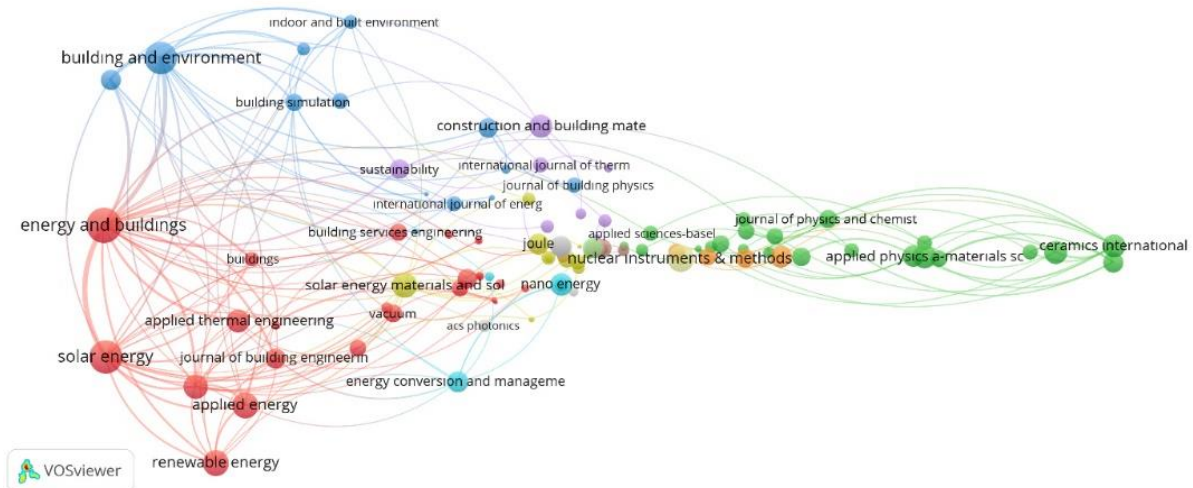 indoor and built environment
building and environment
building simulation
construction and building mate
sustainability
international journal of therm
journal of building physics
international journal of energ
energy and buildings
building services engineering
applied sciences-basel
journal of physics and chemist
joule
ceramics international
buildings
nuclear instruments & methods
applied physics a-materials sc
solar energy materials and sol
nano energy
vacuum
applied thermal engineering
acs photonics
solar energy
journal of building engineerin
energy conversion and manageme
applied energy
renewable energy
VOSviewer